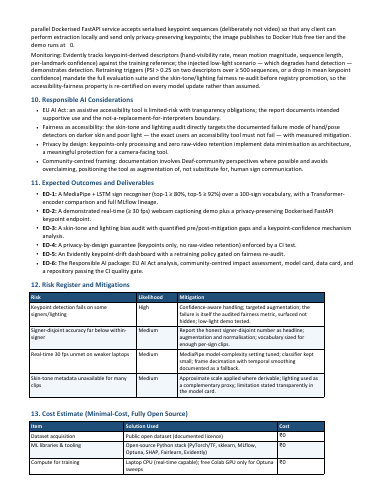 parallel Dockerised FastAPI service accepts serialised keypoints (deliberately not video) so that any client can
perform extraction locally and send only privacy-preserving keypoints; the image publishes to Docker Hub free tier and the
demo runs at 0.
Monitoring: Evidently tracks keypoint-derived descriptors (hand-visibility rate, mean motion magnitude, sequence length,
per-landmark confidence) against the training reference; the injected low-light scenario — which degrades hand detection —
demonstrates detection. Retraining triggers (PSI > 0.25 on two descriptors over ≥ 500 sequences, or a drop in mean keypoint
confidence) mandate the full evaluation suite and the skin-tone/lighting fairness re-audit before promotion, so the
accessibility-fairness property is re-certified on every model update rather than assumed.
10. Responsible AI Considerations
• EU AI Act: an assistive accessibility tool is limited-risk with transparency obligations; the report documents intended
supportive use and the not-a-replacement-for-interpreters boundary.
• Fairness as accessibility: the skin-tone and lighting audit directly targets the documented failure mode of hand/pose
detectors on darker skin and poor light — the exact users an accessibility tool must not fail — with measured mitigation.
• Privacy by design: keypoints-only processing and zero raw-video retention implement data minimisation as architecture,
a meaningful protection for a camera-facing tool.
• Community-centred framing: documentation involves Deaf-community perspectives where possible and avoids
overclaiming, positioning the tool as augmentation of, not substitute for, human sign communication.
11. Expected Outcomes and Deliverables
• EO-1: A MediaPipe + LSTM sign recogniser (top-1 ≥ 80%, top-5 ≥ 92%) over a 100-sign vocabulary, with a Transformer-
encoder comparison and full MLflow lineage.
• EO-2: A demonstrated real-time (≥ 30 fps) webcam captioning demo plus a privacy-preserving Dockerised FastAPI
keypoint endpoint.
• EO-3: A skin-tone and lighting bias audit with quantified pre/post-mitigation gaps and a keypoint-confidence mechanism
analysis.
• EO-4: A privacy-by-design guarantee (keypoints only, no raw-video retention) enforced by a CI test.
• EO-5: An Evidently keypoint-drift dashboard with a retraining policy gated on fairness re-audit.
• EO-6: The Responsible AI package: EU AI Act analysis, community-centred impact assessment, model card, data card, and
a repository passing the CI quality gate.
12. Risk Register and Mitigations
Risk Likelihood Mitigation
Keypoint detection fails on some signers/lighting High Confidence-aware handling; targeted augmentation; the
failure is itself the audited fairness metric, surfaced not
hidden; low-light demo tested.
Signer-disjoint accuracy far below within-signer Medium Report the honest signer-disjoint number as headline;
augmentation and normalisation; vocabulary sized for
enough per-sign clips.
Real-time 30 fps unmet on weaker laptops Medium MediaPipe model-complexity setting tuned; classifier kept
small; frame decimation with temporal smoothing
documented as a fallback.
Skin-tone metadata unavailable for many clips Medium Approximate scale applied where derivable; lighting used as
a complementary proxy; limitation stated transparently in
the model card.
13. Cost Estimate (Minimal-Cost, Fully Open Source)
Item Solution Used Cost
Dataset acquisition Public open dataset (documented licence) ₹0
ML libraries & tooling Open-source Python stack (PyTorch/TF, sklearn, MLflow,
Optuna, SHAP, Fairlearn, Evidently) ₹0
Compute for training Laptop CPU (real-time capable); free Colab GPU only for Optuna
sweeps ₹0